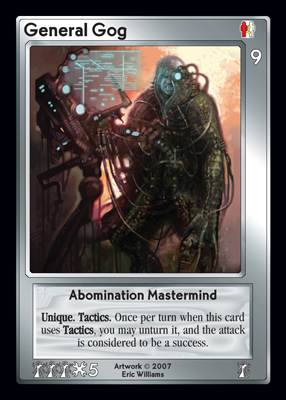 General Gog
9
Abomination Mastermind
Unique. Tactics. Once per turn when this card
uses Tactics, you may unturn it, and the attack
is considered to be a success.
5
Artwork © 2007
Eric Williams